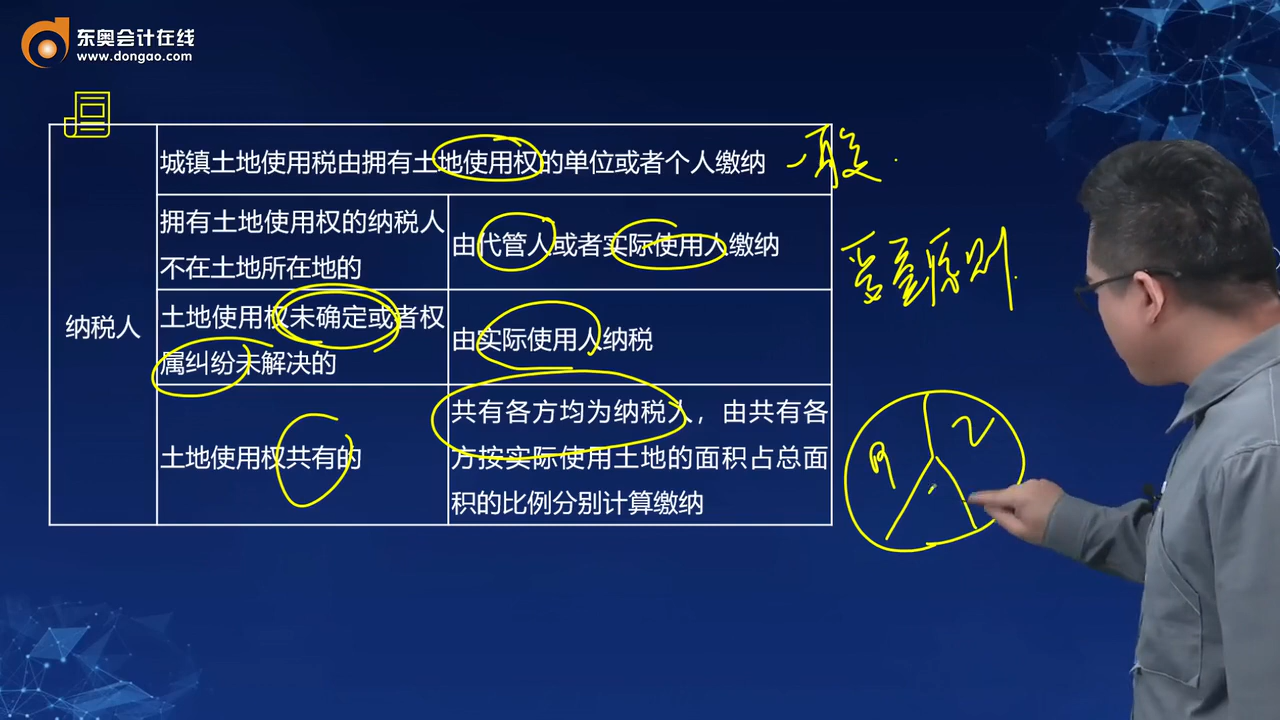 东奥会计在线
www.dongao.com
城镇土地使用税由拥有土地使用权的单位或者个人缴纳
一般
拥有土地使用权的纳税人
不在土地所在地的
由代管人或者实际使用人缴纳
受益原则
纳税人
土地使用权未确定或者权
属纠纷未解决的
由实际使用人纳税
土地使用权共有的
共有各方均为纳税人，由共有各
方按实际使用土地的面积占总面
积的比例分别计算缴纳
甲
乙